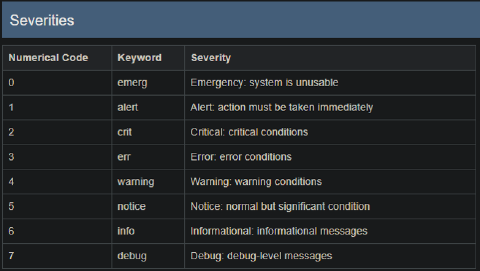 Severities
Numerical Code Keyword Severity
0 emerg Emergency: system is unusable
1 alert Alert: action must be taken immediately
2 crit Critical: critical conditions
3 err Error: error conditions
4 warning Warning: warning conditions
5 notice Notice: normal but significant condition
6 info Informational: informational messages
7 debug Debug: debug-level messages